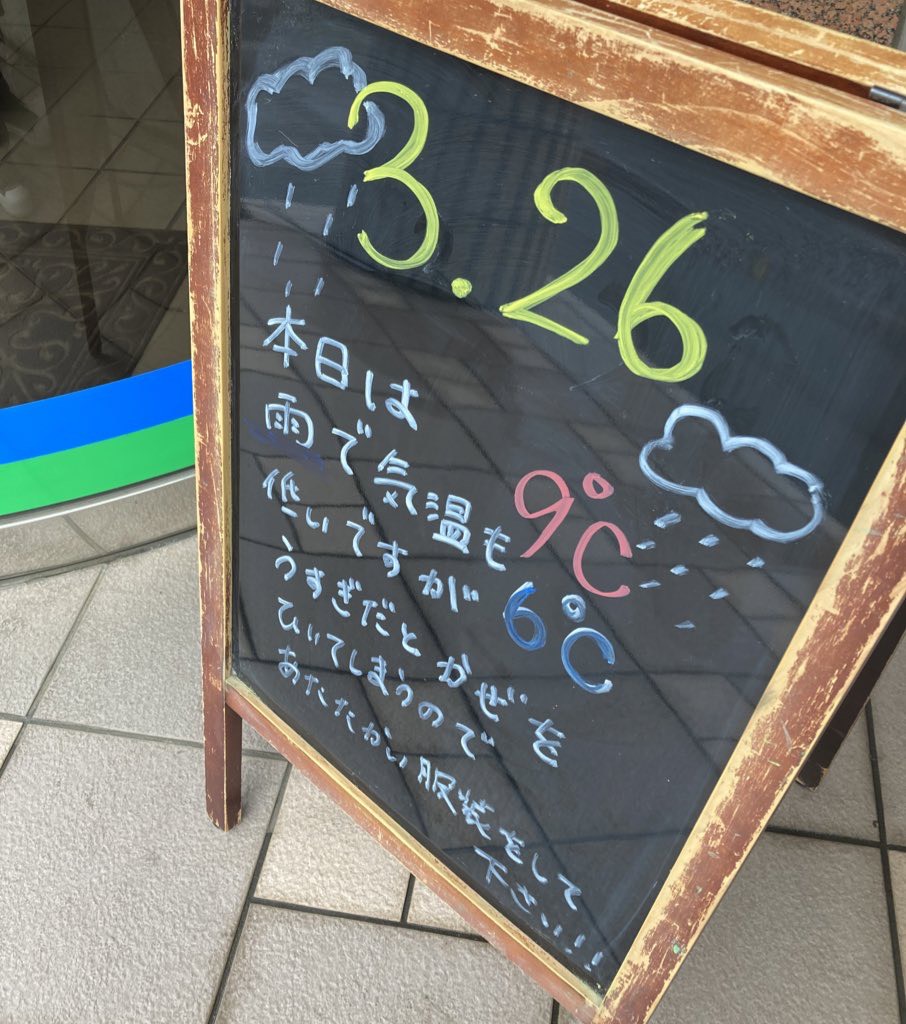 3.26
本日は
雨で気温も 9℃
低いですが 6℃
うすぎだとかぜを
ひいてしまうので
あたたかい服装をして
下さい!!